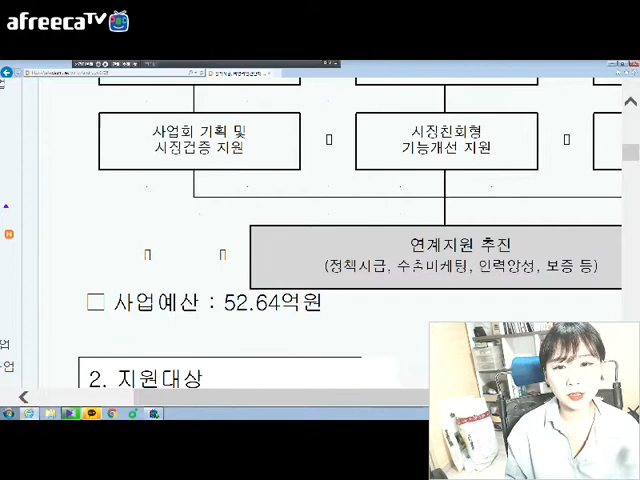 afreecaTV
사업회 기획 및
시장검증 지원
시장친화형
기능개선 지원
연계지원 추진
(정책시금, 수출마케팅, 인력양성, 보증 등)
□ 사업예산 : 52.64억원
2. 지원대상